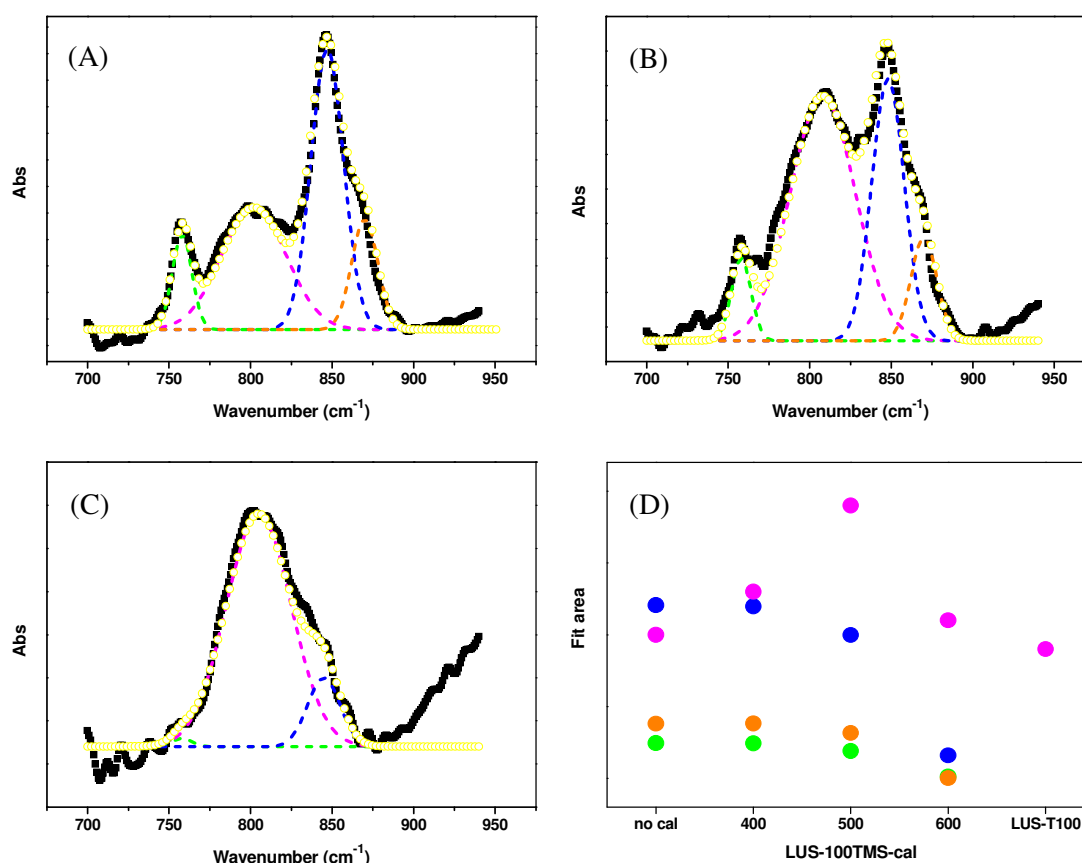 (A)
Abs
700 750 800 850 900 950
Wavenumber (cm⁻¹)
(B)
Abs
700 750 800 850 900 950
Wavenumber (cm⁻¹)
(C)
Abs
700 750 800 850 900 950
Wavenumber (cm⁻¹)
(D)
Fit area
no cal 400 500 600 LUS-T100
LUS-100TMS-cal